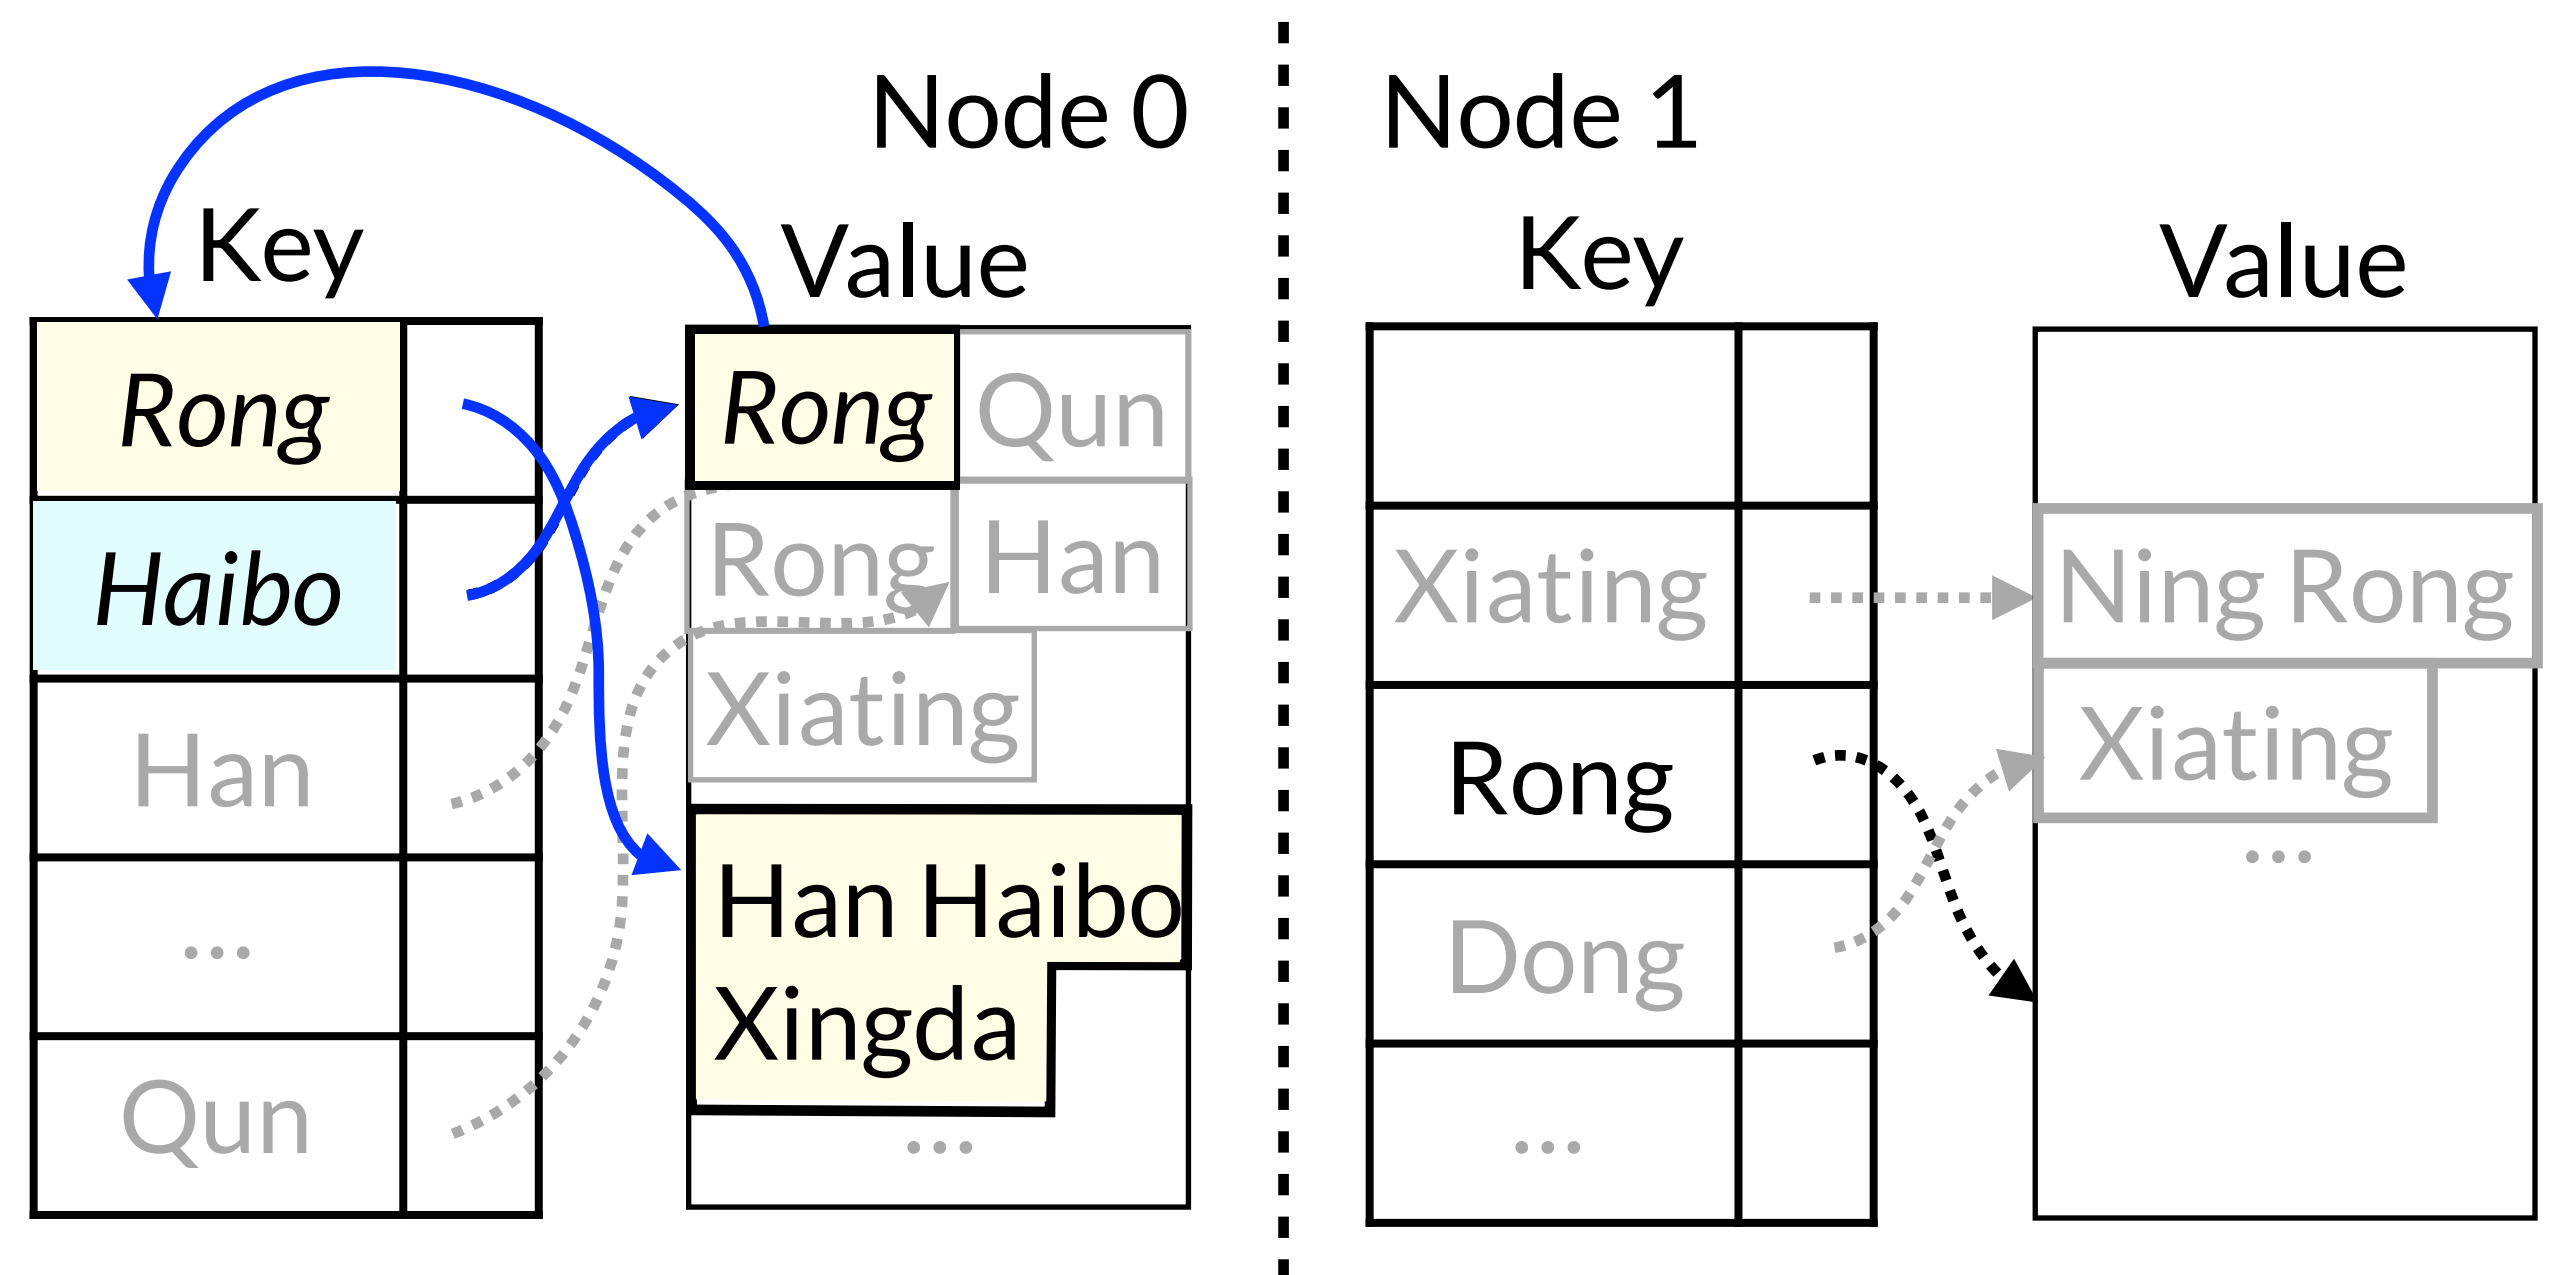 Node 0
Key
Value
Rong
Haibo
Han
...
Qun
Rong
Qun
Rong
Han
Xiating
Han Haibo
Xingda
...
Node 1
Key
Value
Xiating
Rong
Dong
...
Ning Rong
Xiating
...